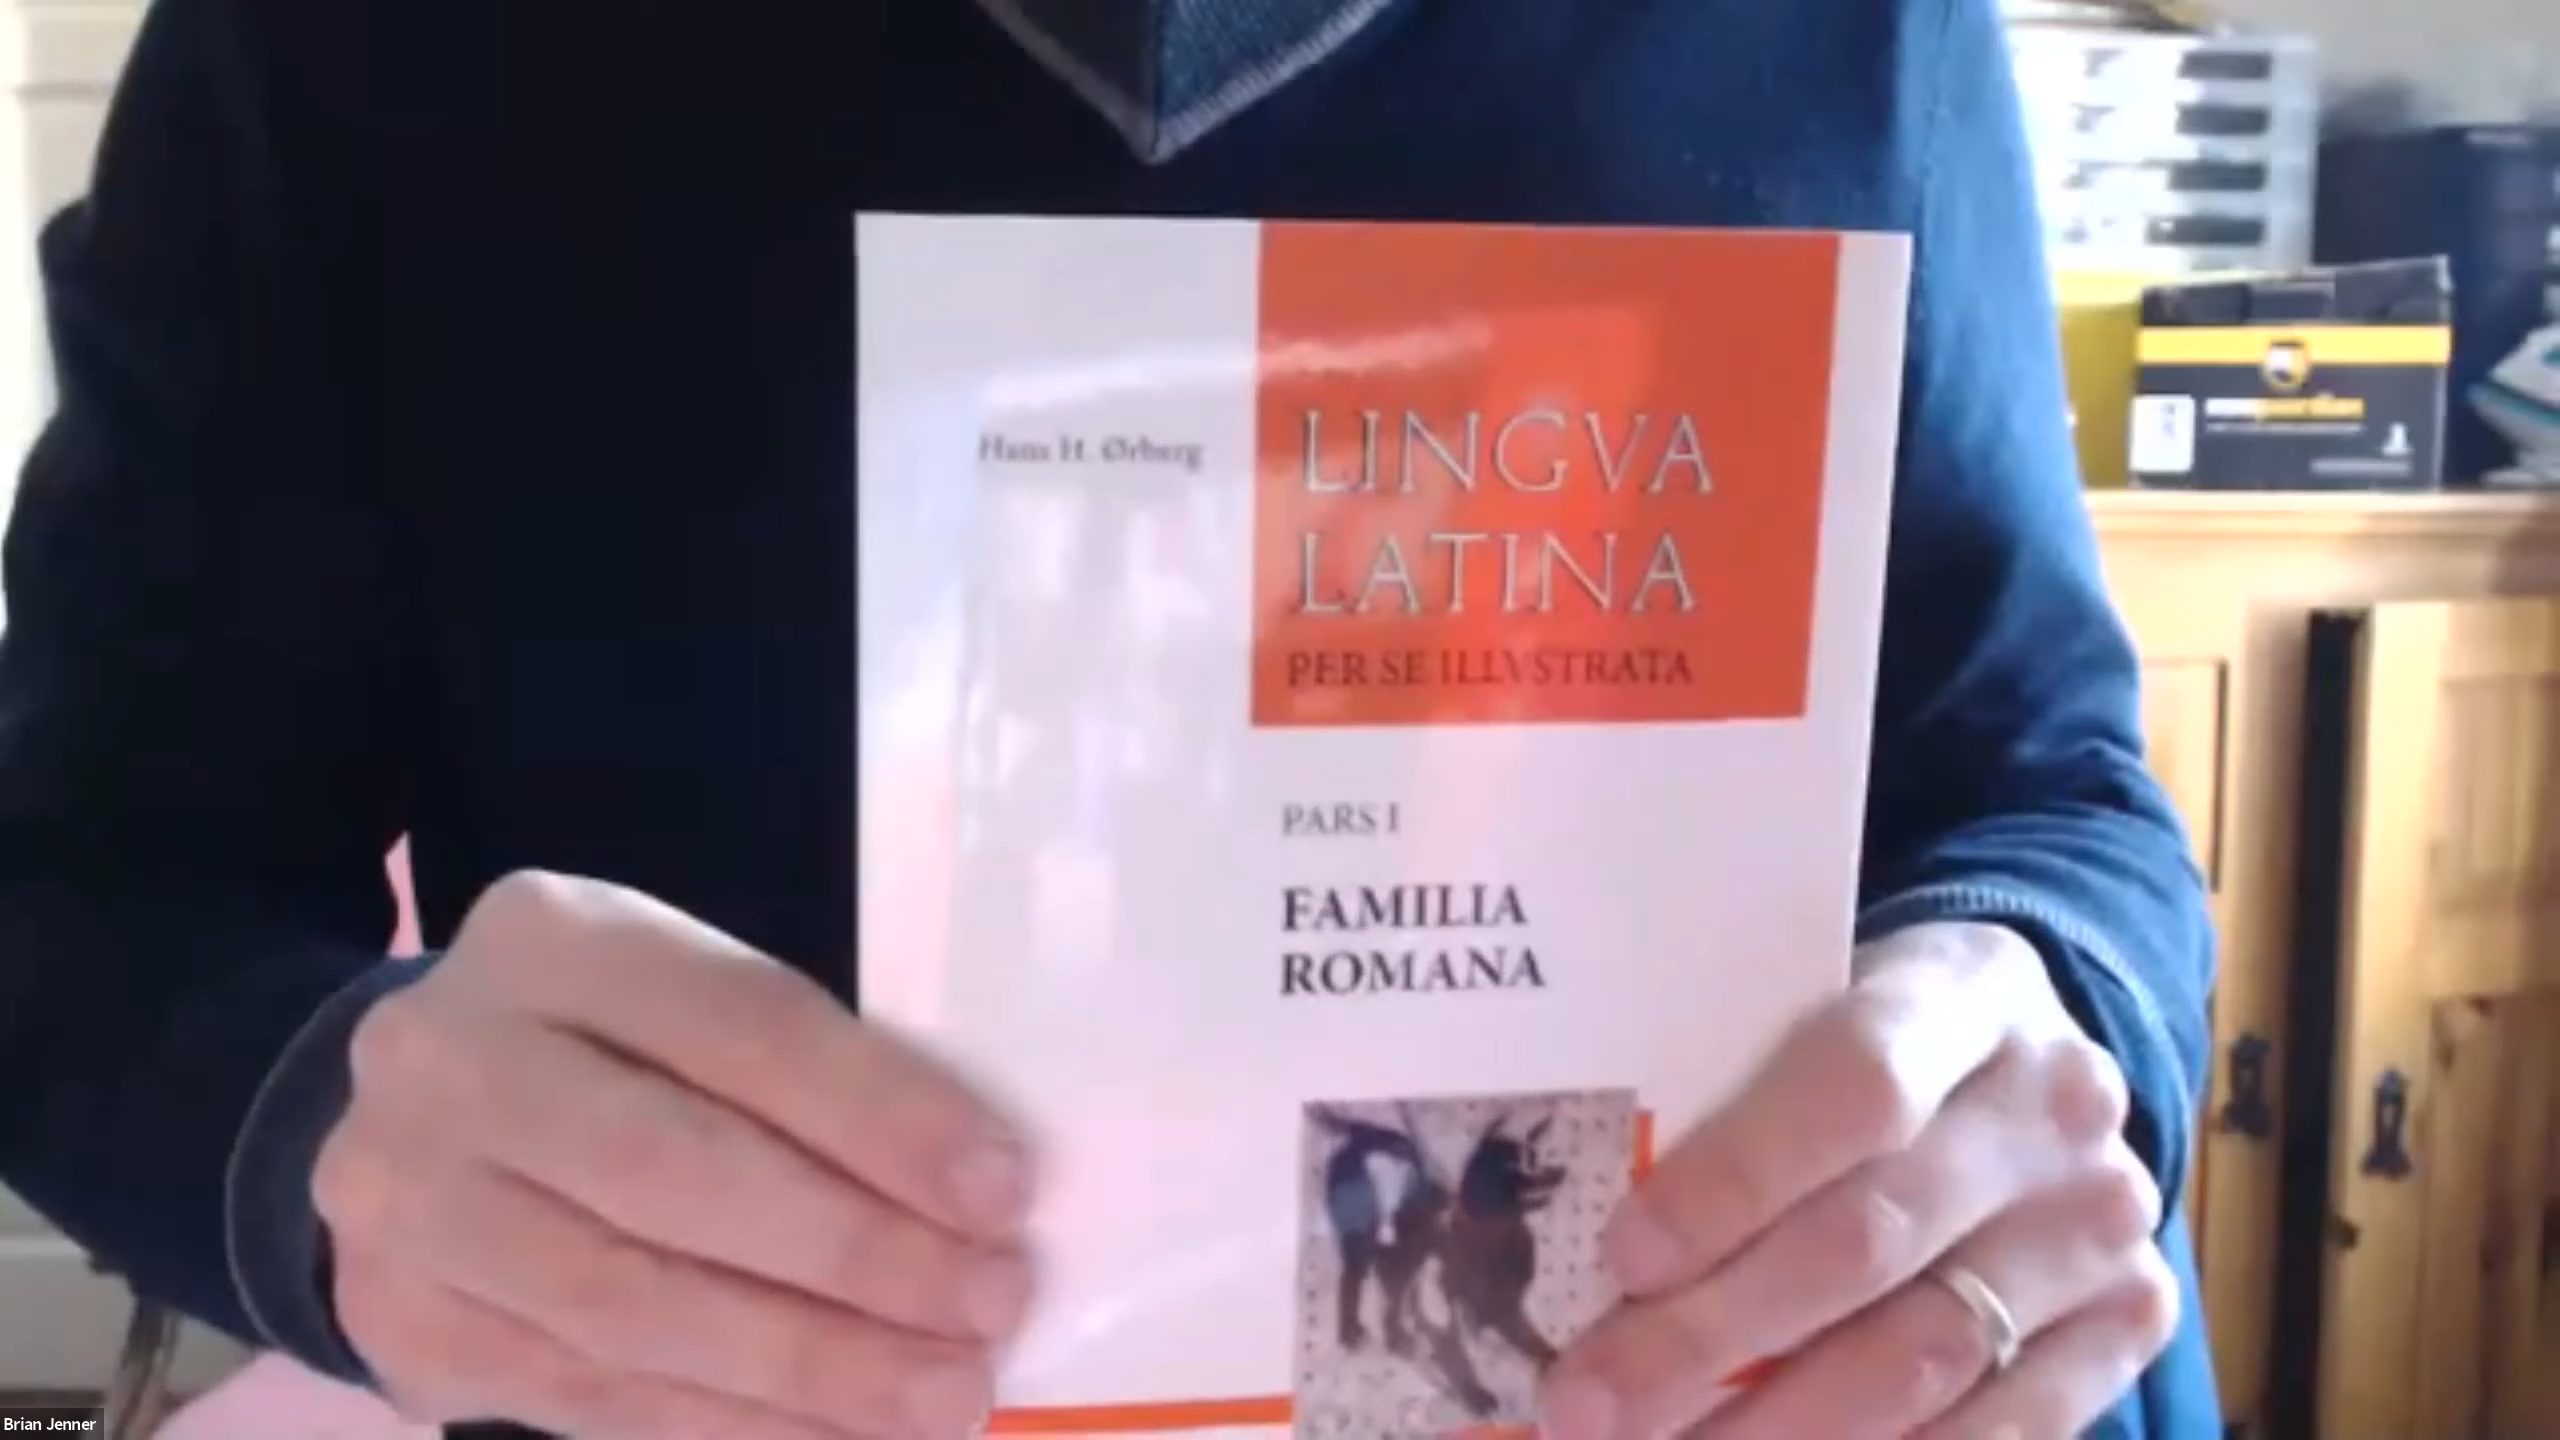 Hans H. Ørberg
LINGVA
LATINA
PER SE ILLVSTRATA
PARS I
FAMILIA
ROMANA
Brian Jenner